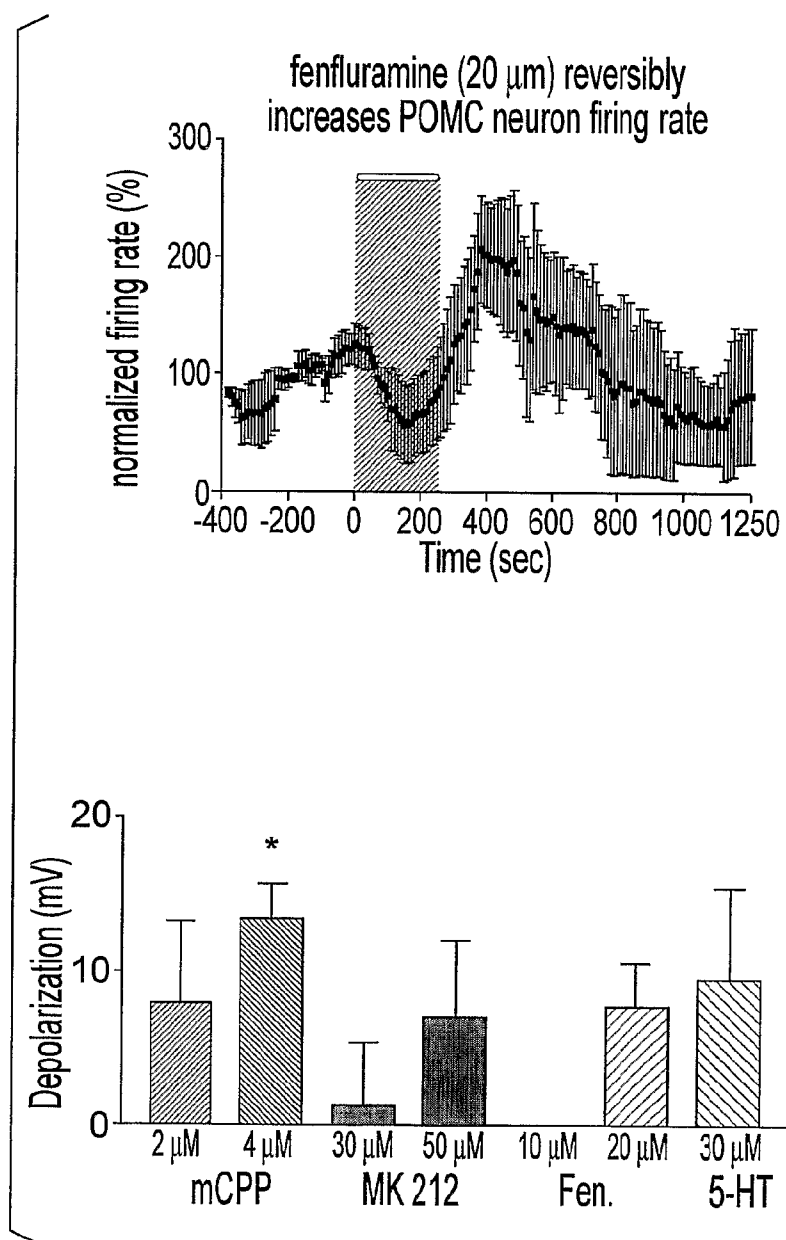 fenfluramine (20 μm) reversibly
increases POMC neuron firing rate
300
200
100
0
normalized firing rate (%)
-400 -200 0 200 400 600 800 1000 1250
Time (sec)
20
10
0
Depolarization (mV)
*
2 μM 4 μM 30 μM 50 μM 10 μM 20 μM 30 μM
mCPP MK 212 Fen. 5-HT